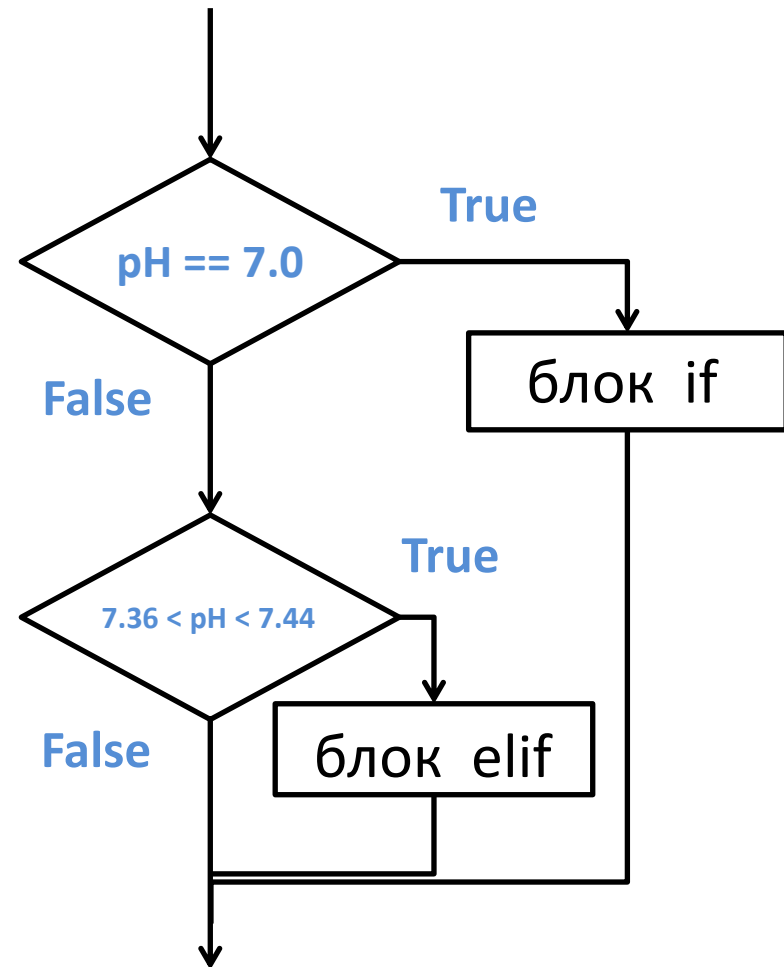 True
pH == 7.0
блок if
False
True
7.36 < pH < 7.44
False
блок elif